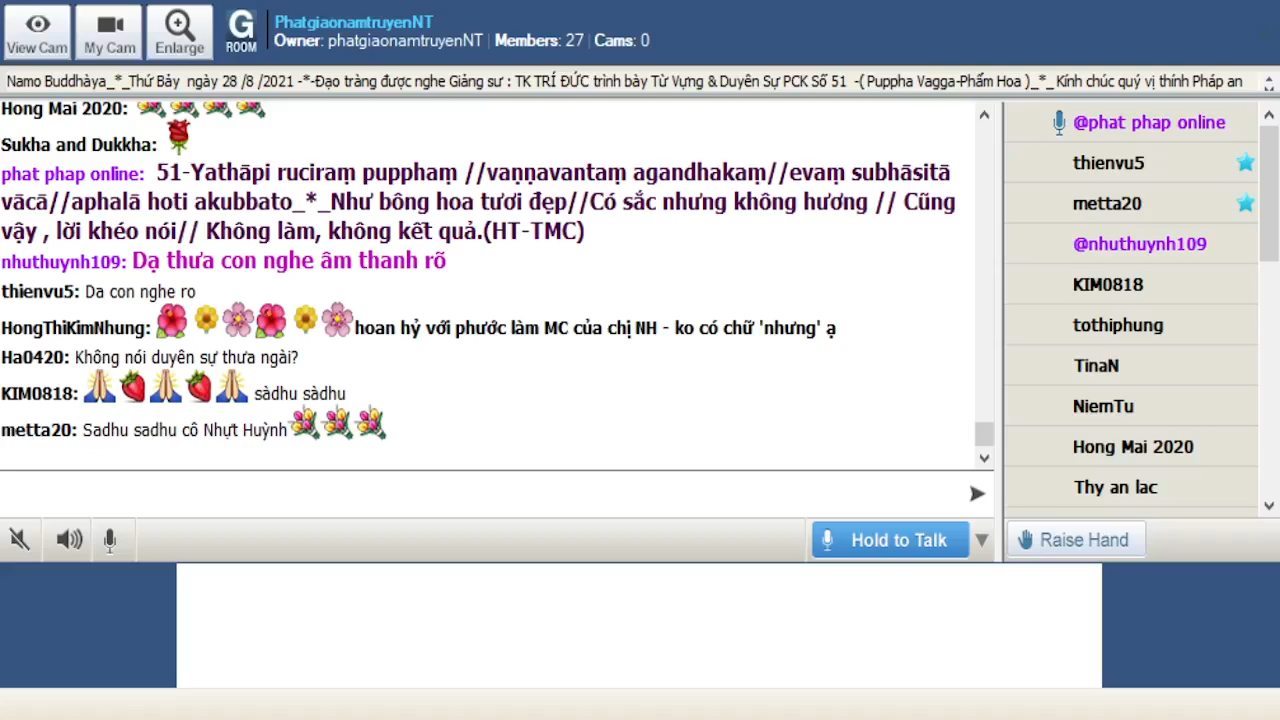 View Cam
My Cam
Enlarge
G
ROOM
PhatgiaonamtruyenNT
Owner: phatgiaonamtruyenNT | Members: 27 | Cams: 0
Namo Buddhàya_*_Thứ Bảy ngày 28 /8 /2021 -*-Đạo tràng được nghe Giảng sư : TK TRÍ ĐỨC trình bày Từ Vựng & Duyên Sự PCK Số 51 -( Puppha Vagga-Phẩm Hoa )_*_ Kính chúc quý vị thính Pháp an
Hong Mai 2020:
Sukha and Dukkha:
phat phap online: 51-Yathāpi ruciraṃ pupphaṃ //vaṇṇavantaṃ agandhakaṃ//evaṃ subhāsitā
vācā//aphalā hoti akubbato_*_Như bông hoa tươi đẹp//Có sắc nhưng không hương // Cũng
vậy , lời khéo nói// Không làm, không kết quả.(HT-TMC)
nhuthuynh109: Dạ thưa con nghe âm thanh rõ
thienvu5: Da con nghe ro
HongThiKimNhung: hoan hỷ với phước làm MC của chị NH - ko có chữ 'nhưng' ạ
Ha0420: Không nói duyên sự thưa ngài?
KIM0818: sàdhu sàdhu
metta20: Sadhu sadhu cô Nhựt Huỳnh
@phat phap online
thienvu5
metta20
@nhuthuynh109
KIM0818
tothiphung
TinaN
NiemTu
Hong Mai 2020
Thy an lac
Hold to Talk
Raise Hand